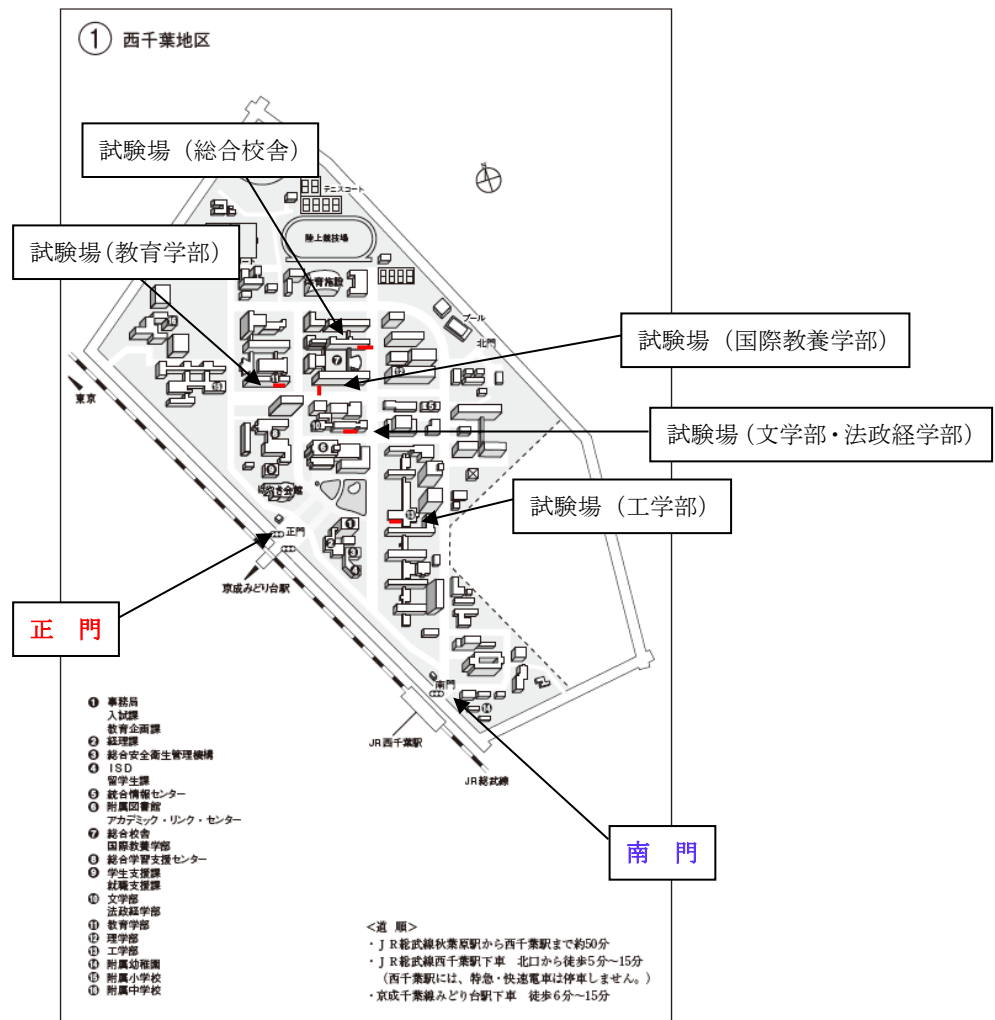 ① 西千葉地区
試験場（総合校舎）
テニスコート
試験場（教育学部）
陸上競技場
ート
体育施設
プール
北門
試験場（国際教養学部）
東京
試験場（文学部・法政経学部）
けやき会館
試験場（工学部）
正門
京成みどり台駅
正　門
南門
JR西千葉駅
JR総武線
南　門
❶ 事務局
入試課
教育企画課
❷ 経理課
❸ 総合安全衛生管理機構
❹ ISD
留学生課
❺ 統合情報センター
❻ 附属図書館
アカデミック・リンク・センター
❼ 総合校舎
国際教養学部
❽ 総合学習支援センター
❾ 学生支援課
就職支援課
⑩ 文学部
法政経学部
⑪ 教育学部
⑫ 理学部
⑬ 工学部
⑭ 附属幼稚園
⑮ 附属小学校
⑯ 附属中学校
＜道 順＞
・ＪＲ総武線秋葉原駅から西千葉駅まで約50分
・ＪＲ総武線西千葉駅下車　北口から徒歩5分～15分
（西千葉駅には、特急・快速電車は停車しません。）
・京成千葉線みどり台駅下車　徒歩６分～15分